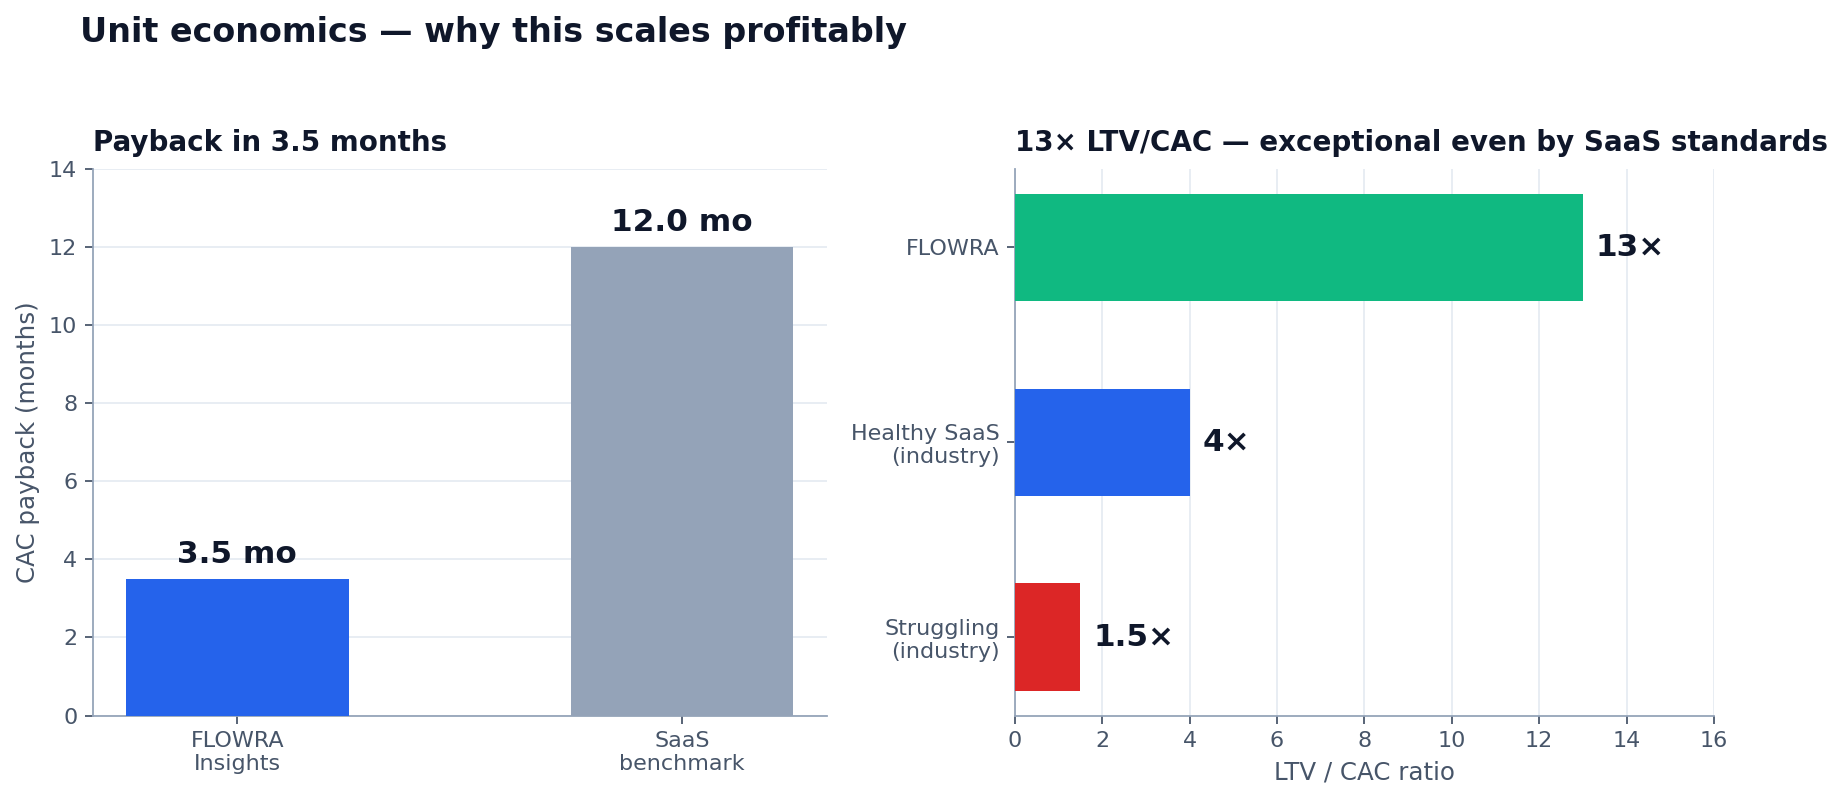 Unit economics — why this scales profitably
Payback in 3.5 months
CAC payback (months)
14
12
10
8
6
4
2
0
3.5 mo
12.0 mo
FLOWRA
Insights
SaaS
benchmark
13× LTV/CAC — exceptional even by SaaS standards
FLOWRA
13×
Healthy SaaS
(industry)
4×
Struggling
(industry)
1.5×
0 2 4 6 8 10 12 14 16
LTV / CAC ratio